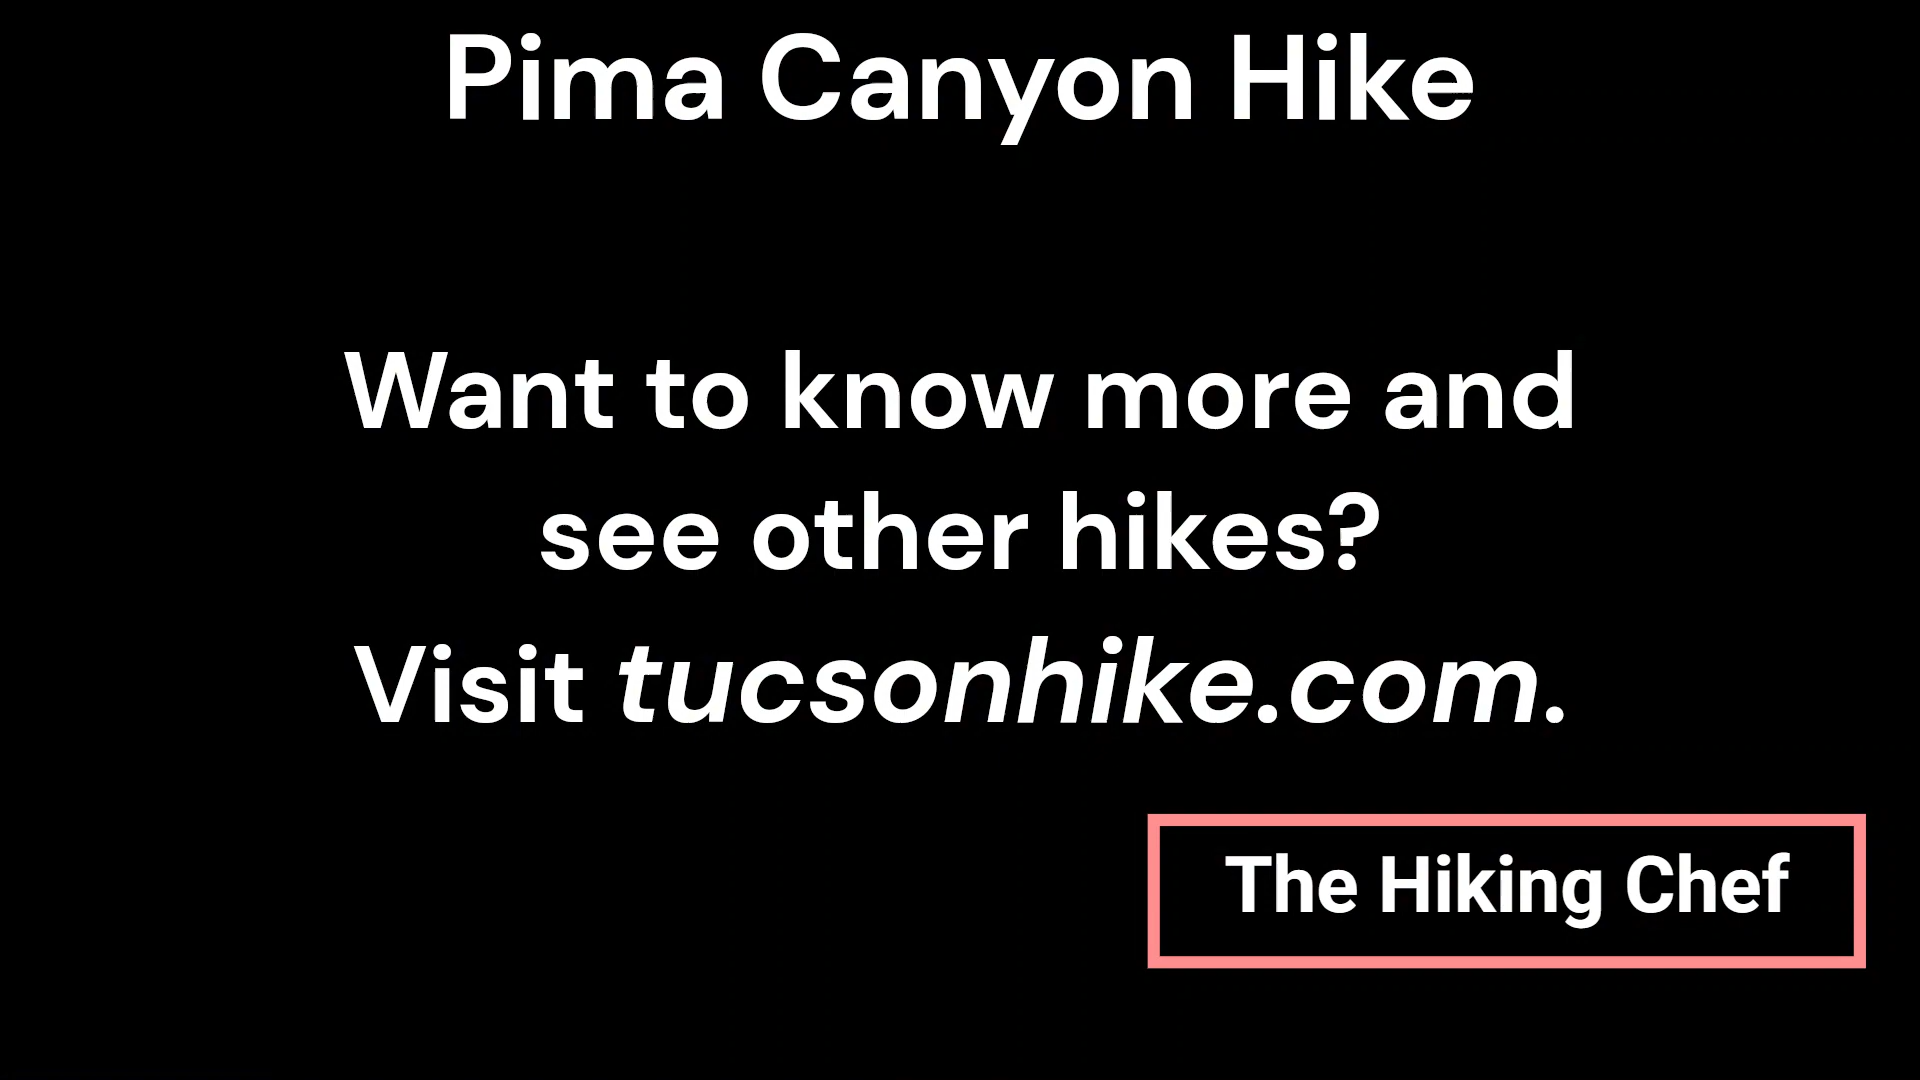 Pima Canyon Hike
Want to know more and
see other hikes?
Visit tucsonhike.com.
The Hiking Chef